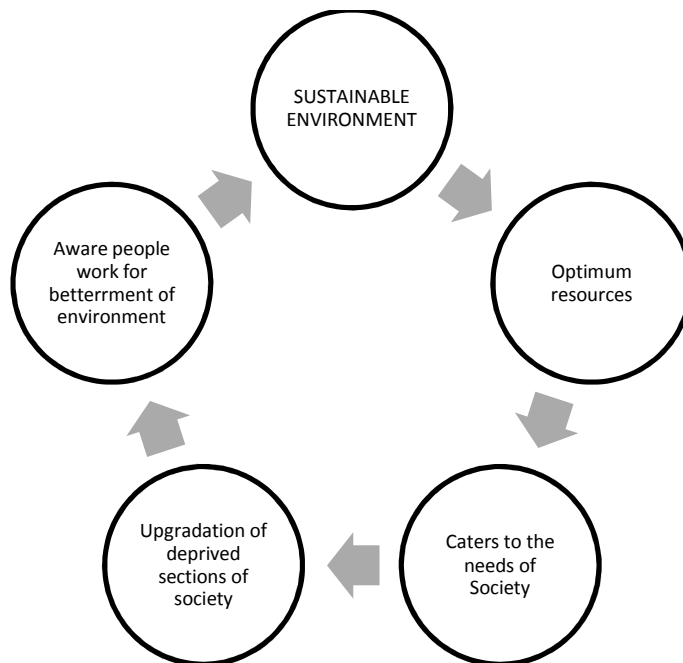 SUSTAINABLE
ENVIRONMENT
Optimum
resources
Caters to the
needs of
Society
Upgradation of
deprived
sections of
society
Aware people
work for
betterrment of
environment